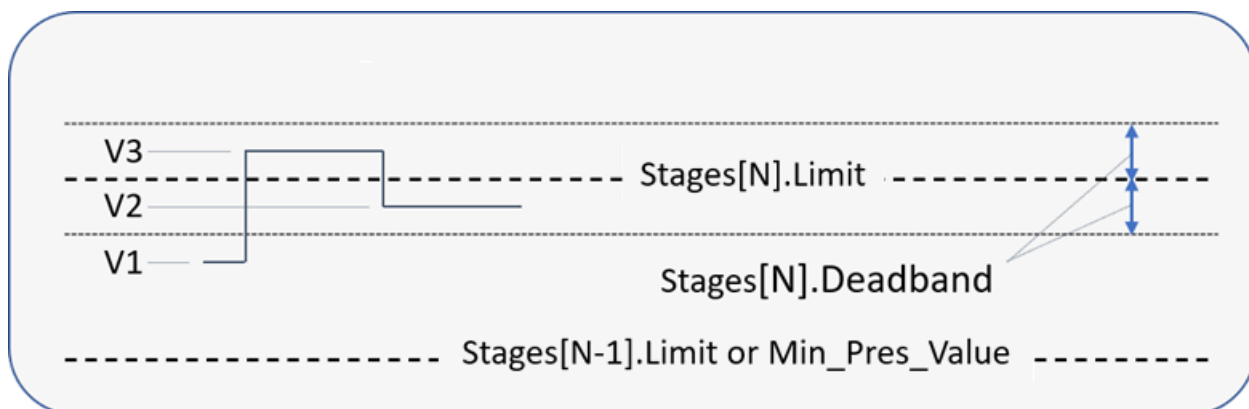 V3
Stages[N].Limit
V2
V1
Stages[N].Deadband
Stages[N-1].Limit or Min_Pres_Value